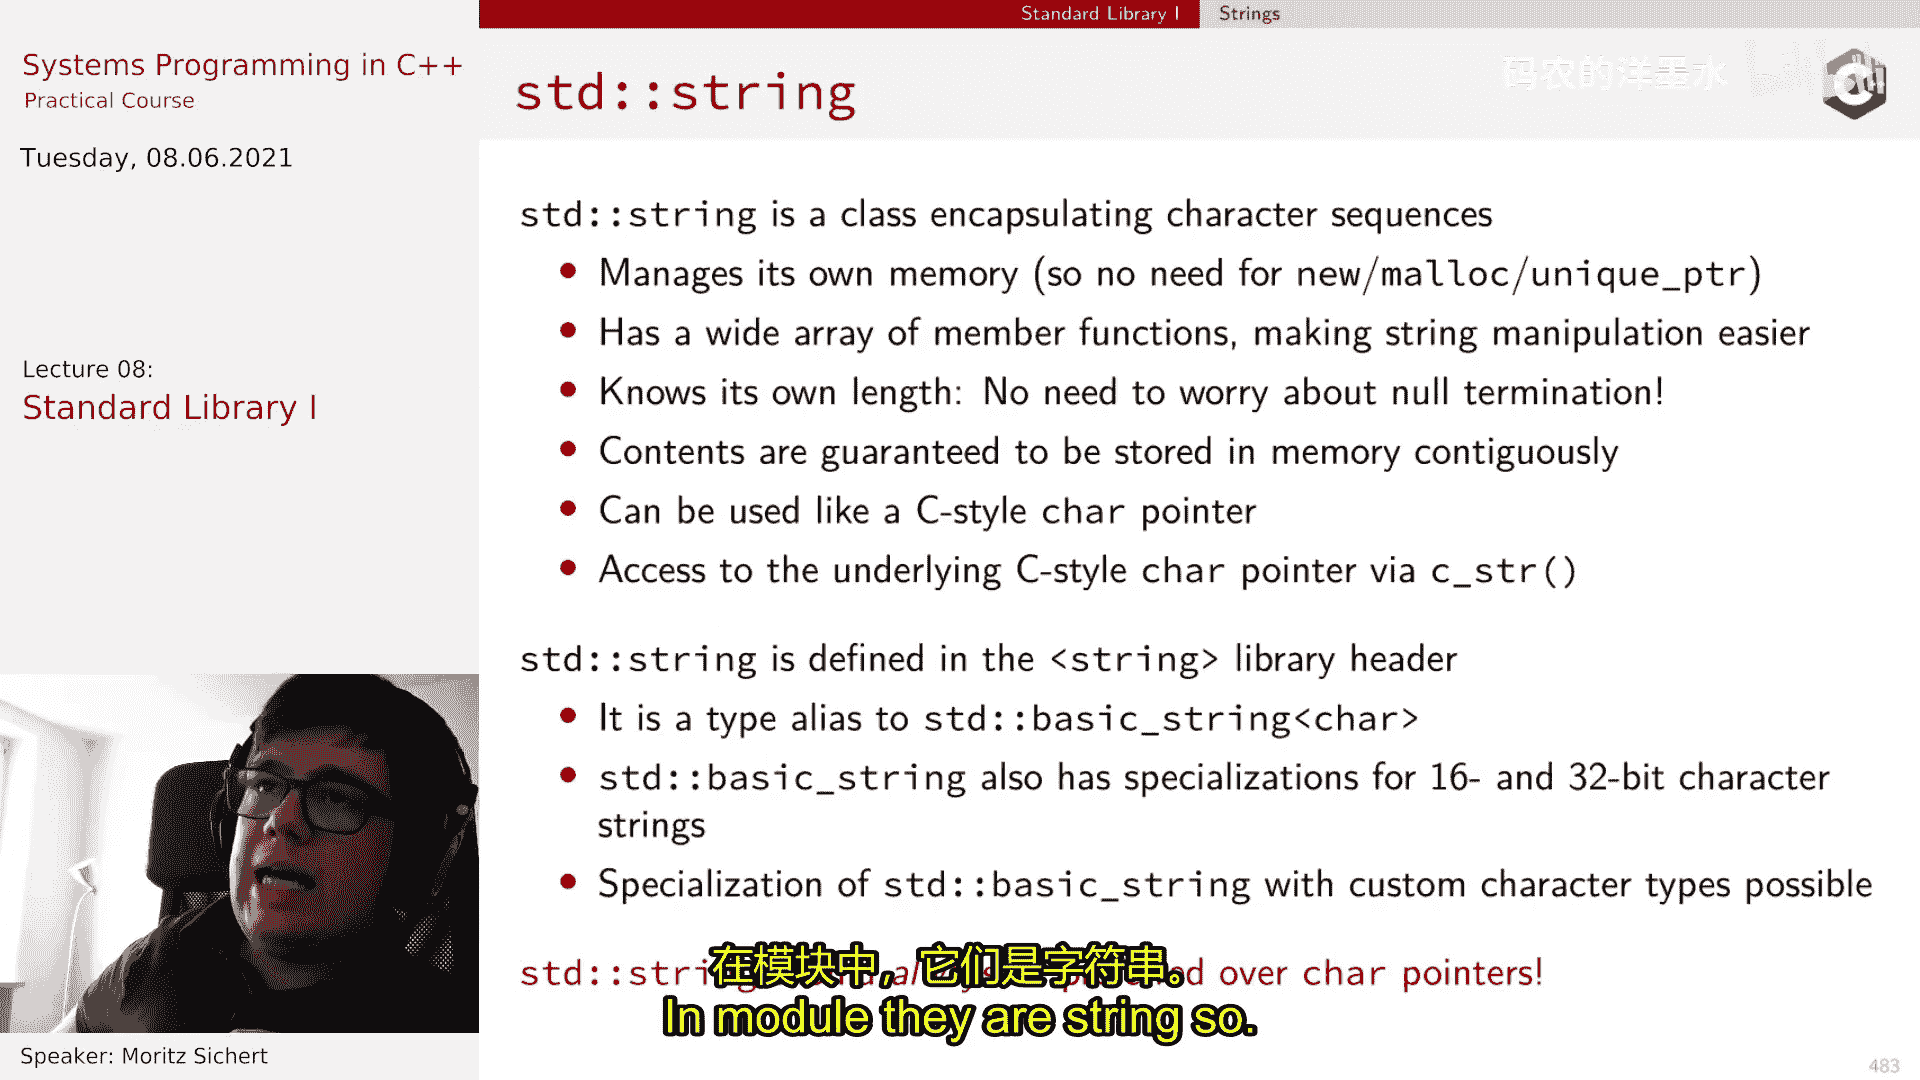 Standard Library I
Strings
Systems Programming in C++
Practical Course
Tuesday, 08.06.2021
std::string
码农的洋墨水
std::string is a class encapsulating character sequences
• Manages its own memory (so no need for new/malloc/unique_ptr)
• Has a wide array of member functions, making string manipulation easier
• Knows its own length: No need to worry about null termination!
• Contents are guaranteed to be stored in memory contiguously
• Can be used like a C-style char pointer
• Access to the underlying C-style char pointer via c_str()
Lecture 08:
Standard Library I
std::string is defined in the <string> library header
• It is a type alias to std::basic_string<char>
• std::basic_string also has specializations for 16- and 32-bit character
strings
• Specialization of std::basic_string with custom character types possible
over char pointers!
在模块中，它们是字符串。
In module they are string so.
Speaker: Moritz Sichert
483